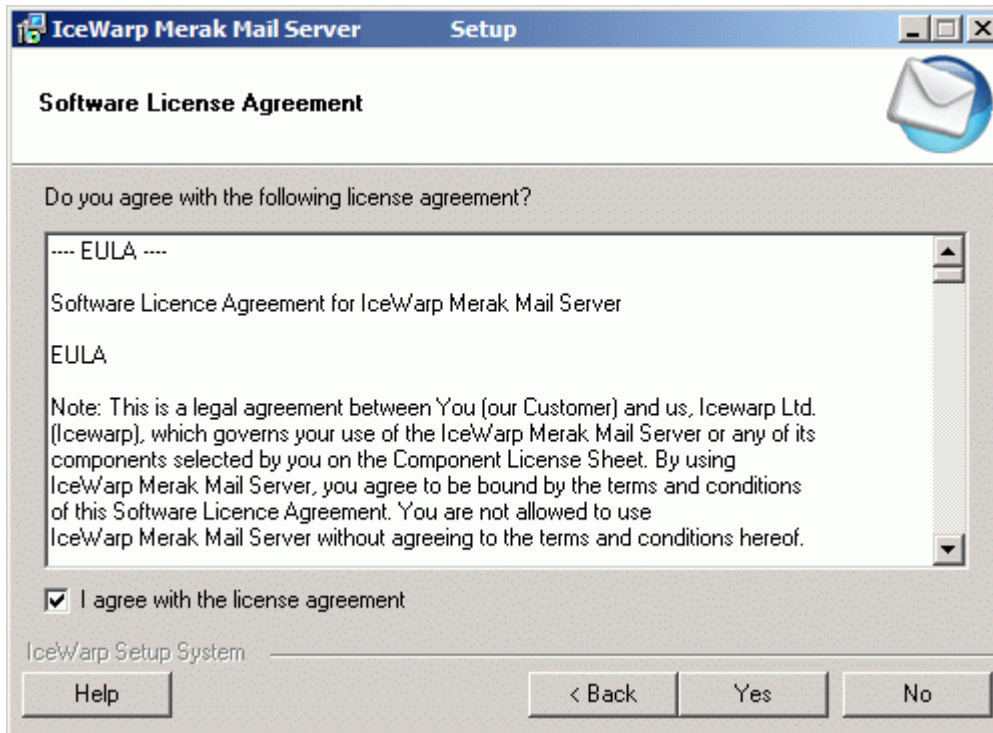 IceWarp Merak Mail Server Setup
Software License Agreement
Do you agree with the following license agreement?
---- EULA ----
Software Licence Agreement for IceWarp Merak Mail Server
EULA
Note: This is a legal agreement between You (our Customer) and us, Icewarp Ltd.
(Icewarp), which governs your use of the IceWarp Merak Mail Server or any of its
components selected by you on the Component License Sheet. By using
IceWarp Merak Mail Server, you agree to be bound by the terms and conditions
of this Software Licence Agreement. You are not allowed to use
IceWarp Merak Mail Server without agreeing to the terms and conditions hereof.
I agree with the license agreement
IceWarp Setup System
Help < Back Yes No